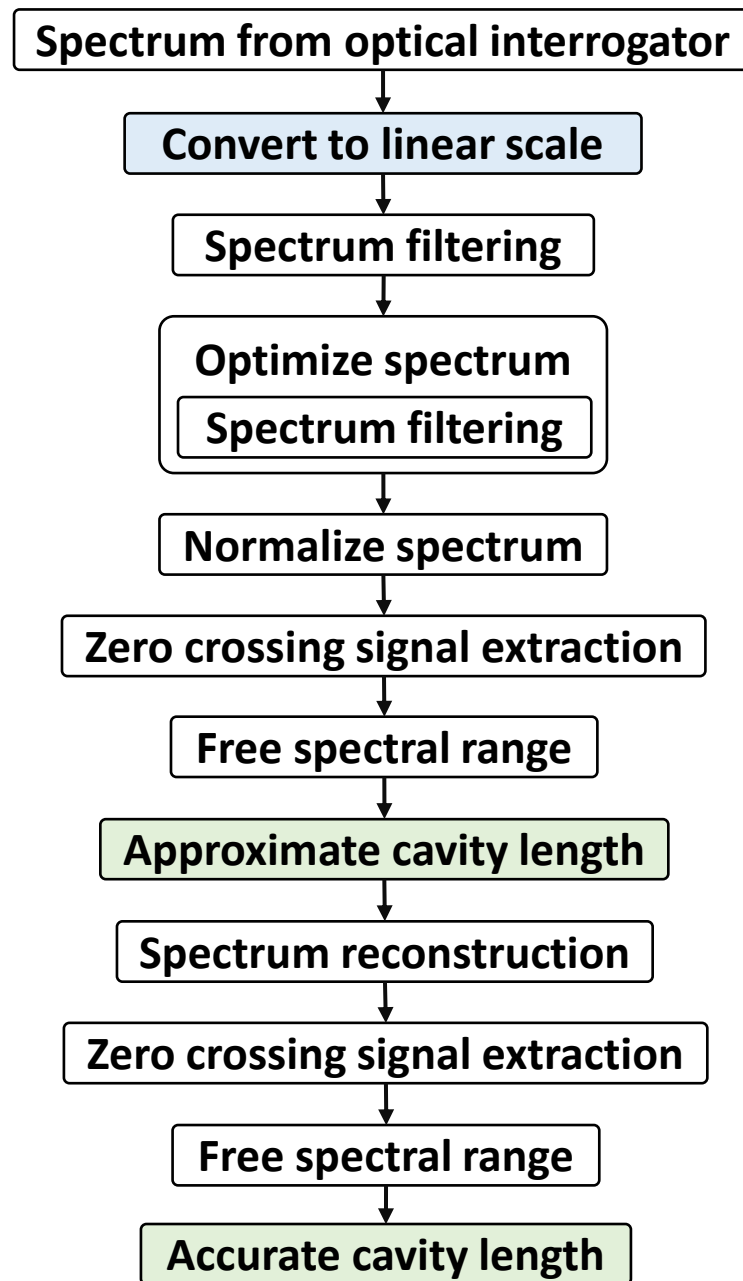 Spectrum from optical interrogator
Convert to linear scale
Spectrum filtering
Optimize spectrum
Spectrum filtering
Normalize spectrum
Zero crossing signal extraction
Free spectral range
Approximate cavity length
Spectrum reconstruction
Zero crossing signal extraction
Free spectral range
Accurate cavity length